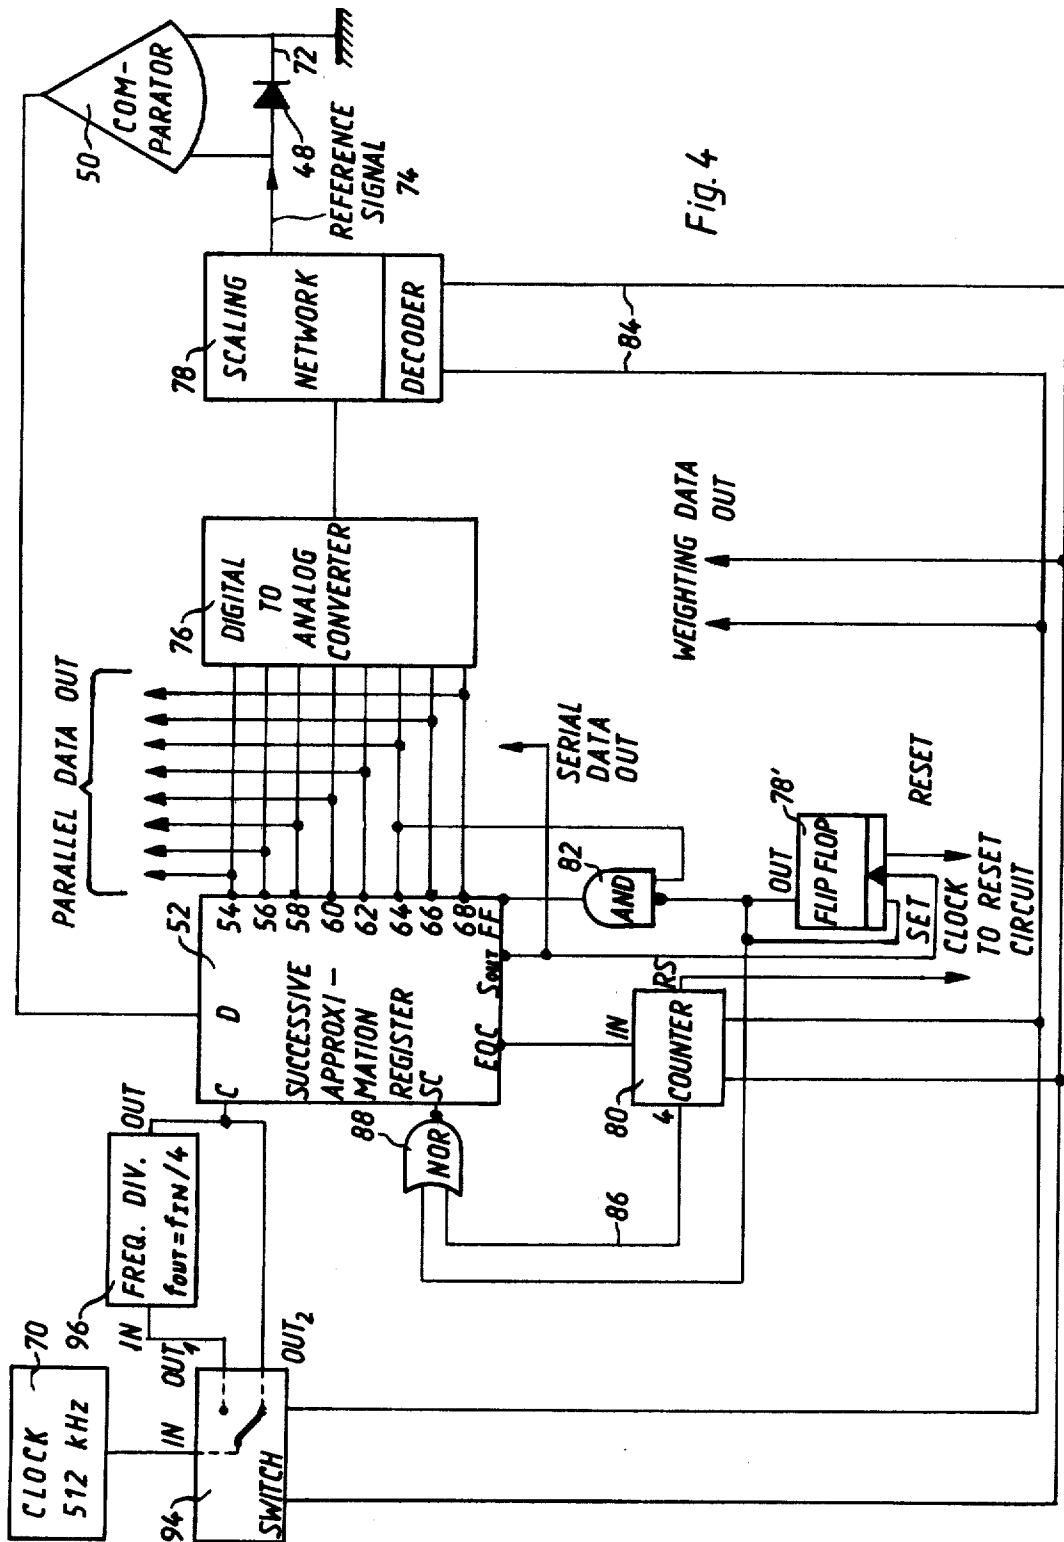 CLOCK
512 kHz
70
IN
94
SWITCH
OUT1
OUT2
96
IN
FREQ. DIV.
fOUT=fIN/4
OUT
PARALLEL DATA OUT
52
C
D
SUCCESSIVE
APPROXI-
MATION
REGISTER
SC
EOC
SOUT
FF
54
56
58
60
62
64
66
68
88
NOR
86
80
4
COUNTER
IN
RS
82
AND
78'
OUT
FLIP FLOP
SET
RESET
CLOCK
TO RESET
CIRCUIT
SERIAL
DATA
OUT
76
DIGITAL
TO
ANALOG
CONVERTER
WEIGHTING DATA
OUT
78
SCALING
NETWORK
DECODER
84
REFERENCE
SIGNAL
74
48
72
50
COM-
PARATOR
Fig. 4